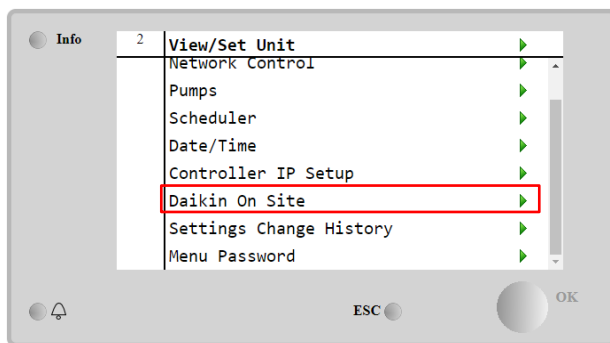 Info
2 View/Set Unit
Network Control
Pumps
Scheduler
Date/Time
Controller IP Setup
Daikin On Site
Settings Change History
Menu Password
ESC
OK